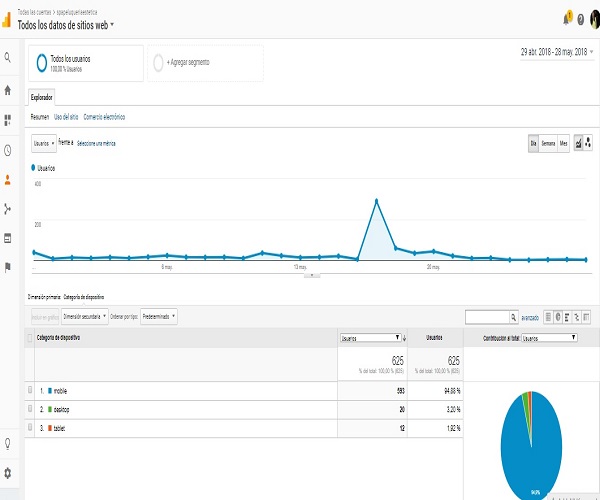 Todas las cuentas > spapeluqueriaestetica
Todos los datos de sitios web
29 abr. 2018 - 28 may. 2018
Todos los usuarios
100,00 % Usuarios
+ Agregar segmento
Explorador
Resumen Uso del sitio Comercio electrónico
Usuarios frente a Seleccione una métrica
Día Semana Mes
Usuarios
400
200
... 6 may. 13 may. 20 may.
Dimensión primaria: Categoría de dispositivo
Dimensión secundaria Ordenar por tipo: Predeterminado avanzado
Categoría de dispositivo Usuarios Usuarios Contribución al total: Usuarios
625 625
% del total: 100,00 % (625) % del total: 100,00 % (625)
1. mobile 593 94,88 %
2. desktop 20 3,20 %
3. tablet 12 1,92 %
94,9%